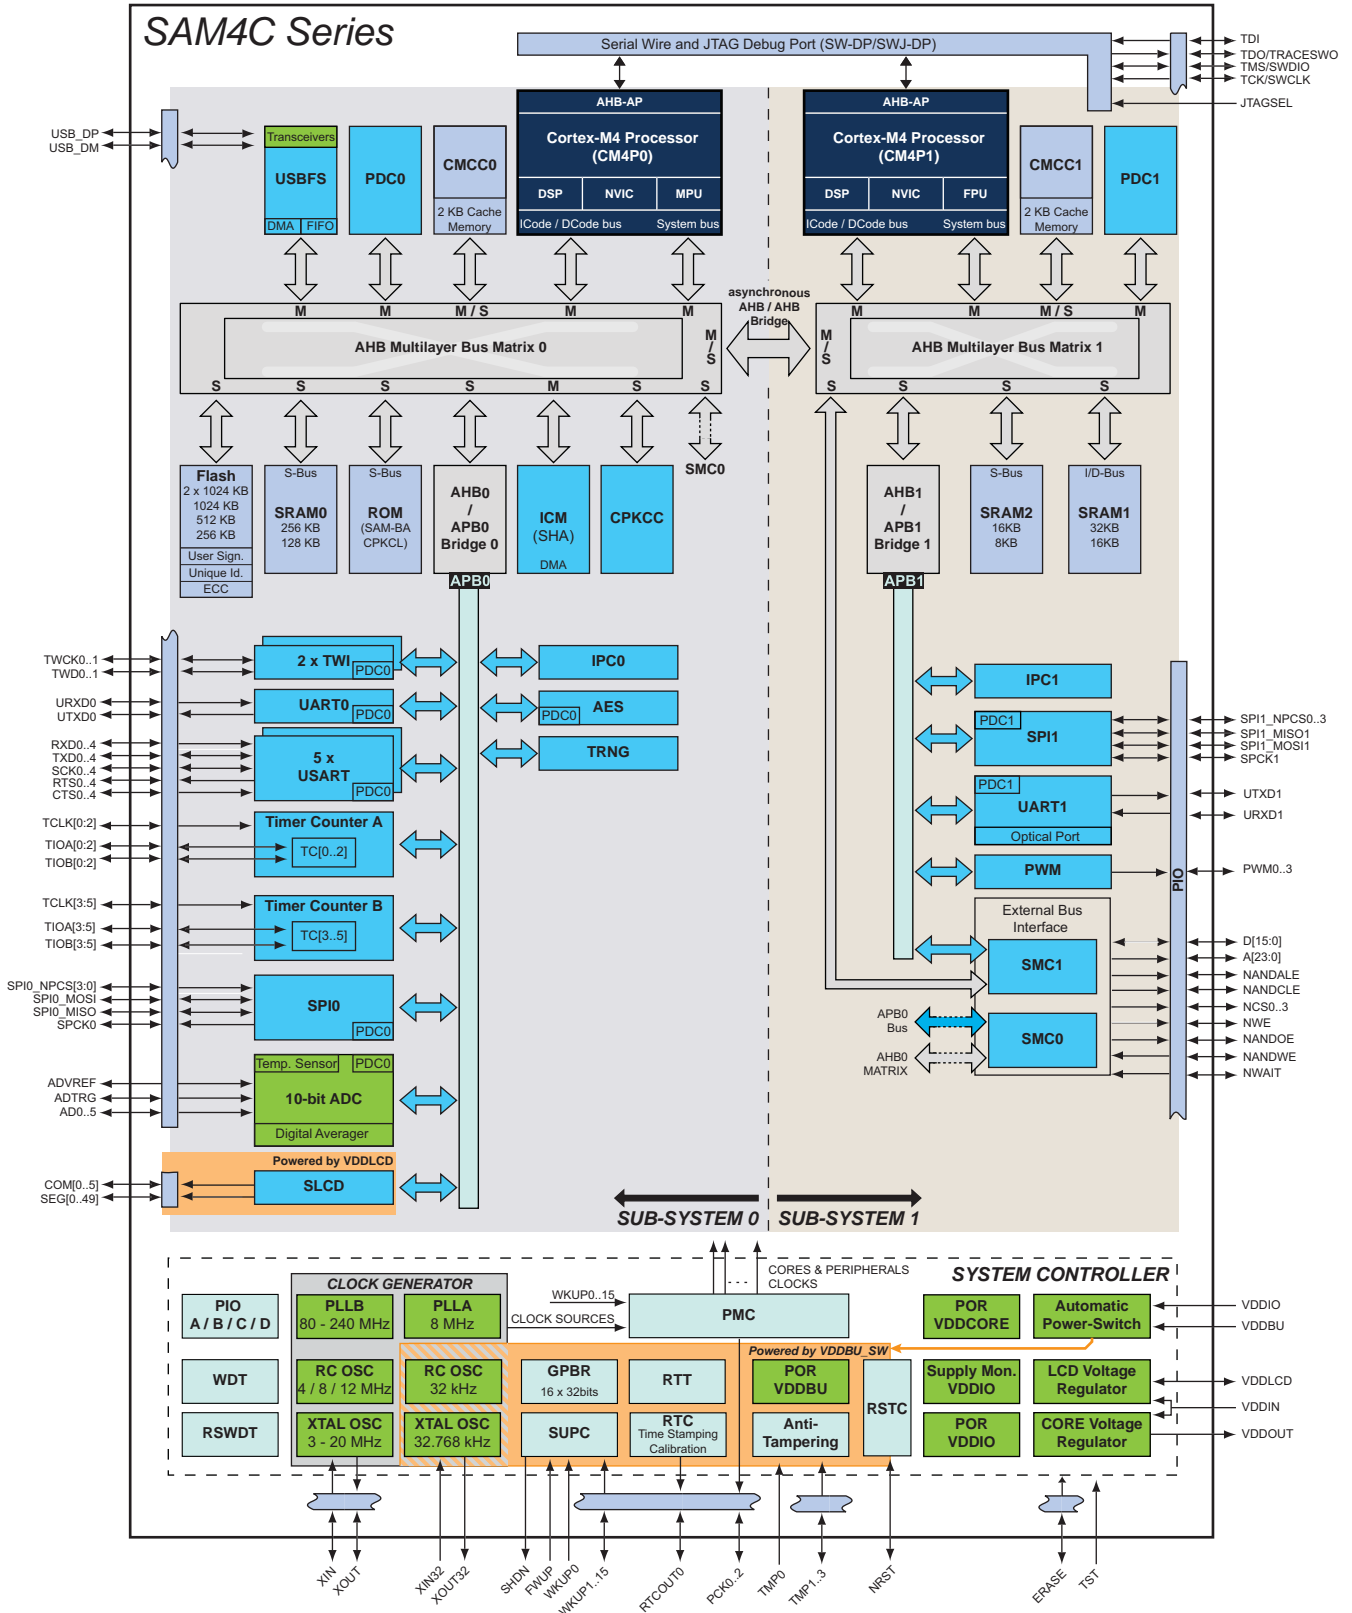 SAM4C Series
Serial Wire and JTAG Debug Port (SW-DP/SWJ-DP)
TDI
TDO/TRACESWO
TMS/SWDIO
TCK/SWCLK
JTAGSEL
USB_DP
USB_DM
Transceivers
USBFS
DMA
FIFO
PDC0
CMCC0
2 KB Cache
Memory
AHB-AP
Cortex-M4 Processor
(CM4P0)
DSP
NVIC
MPU
ICode / DCode bus
System bus
AHB-AP
Cortex-M4 Processor
(CM4P1)
DSP
NVIC
FPU
ICode / DCode bus
System bus
CMCC1
2 KB Cache
Memory
PDC1
asynchronous
AHB / AHB
Bridge
M
M
M / S
M
M
AHB Multilayer Bus Matrix 0
M
/
S
S
S
S
S
M
S
S
M
M
M / S
M
M
/
S
AHB Multilayer Bus Matrix 1
S
S
S
S
SMC0
Flash
2 x 1024 KB
1024 KB
512 KB
256 KB
User Sign.
Unique Id.
ECC
S-Bus
SRAM0
256 KB
128 KB
S-Bus
ROM
(SAM-BA
CPKCL)
AHB0
/
APB0
Bridge 0
APB0
ICM
(SHA)
DMA
CPKCC
AHB1
/
APB1
Bridge 1
APB1
S-Bus
SRAM2
16KB
8KB
I/D-Bus
SRAM1
32KB
16KB
TWCK0..1
TWD0..1
2 x TWI
PDC0
URXD0
UTXD0
UART0
PDC0
RXD0..4
TXD0..4
SCK0..4
RTS0..4
CTS0..4
5 x
USART
PDC0
TCLK[0:2]
TIOA[0:2]
TIOB[0:2]
Timer Counter A
TC[0..2]
TCLK[3:5]
TIOA[3:5]
TIOB[3:5]
Timer Counter B
TC[3..5]
SPI0_NPCS[3:0]
SPI0_MOSI
SPI0_MISO
SPCK0
SPI0
PDC0
ADVREF
ADTRG
AD0..5
Temp. Sensor
PDC0
10-bit ADC
Digital Averager
Powered by VDDLCD
COM[0..5]
SEG[0..49]
SLCD
IPC0
AES
PDC0
TRNG
IPC1
PDC1
SPI1
PDC1
UART1
Optical Port
PWM
External Bus
Interface
SMC1
SMC0
APB0
Bus
AHB0
MATRIX
PIO
SPI1_NPCS0..3
SPI1_MISO1
SPI1_MOSI1
SPCK1
UTXD1
URXD1
PWM0..3
D[15:0]
A[23:0]
NANDALE
NANDCLE
NCS0..3
NWE
NANDOE
NANDWE
NWAIT
SUB-SYSTEM 0
SUB-SYSTEM 1
SYSTEM CONTROLLER
CORES & PERIPHERALS
CLOCKS
CLOCK GENERATOR
PIO
A / B / C / D
PLLB
80 - 240 MHz
PLLA
8 MHz
WKUP0..15
CLOCK SOURCES
PMC
POR
VDDCORE
Automatic
Power-Switch
VDDIO
VDDBU
Powered by VDDBU_SW
WDT
RC OSC
4 / 8 / 12 MHz
RC OSC
32 kHz
GPBR
16 x 32bits
RTT
POR
VDDBU
RSTC
Supply Mon.
VDDIO
LCD Voltage
Regulator
VDDLCD
VDDIN
RSWDT
XTAL OSC
3 - 20 MHz
XTAL OSC
32.768 kHz
SUPC
RTC
Time Stamping
Calibration
Anti-
Tampering
POR
VDDIO
CORE Voltage
Regulator
VDDOUT
XIN
XOUT
XIN32
XOUT32
SHDN
FWUP
WKUP0
WKUP1..15
RTCOUT0
PCK0..2
TMP0
TMP1..3
NRST
ERASE
TST